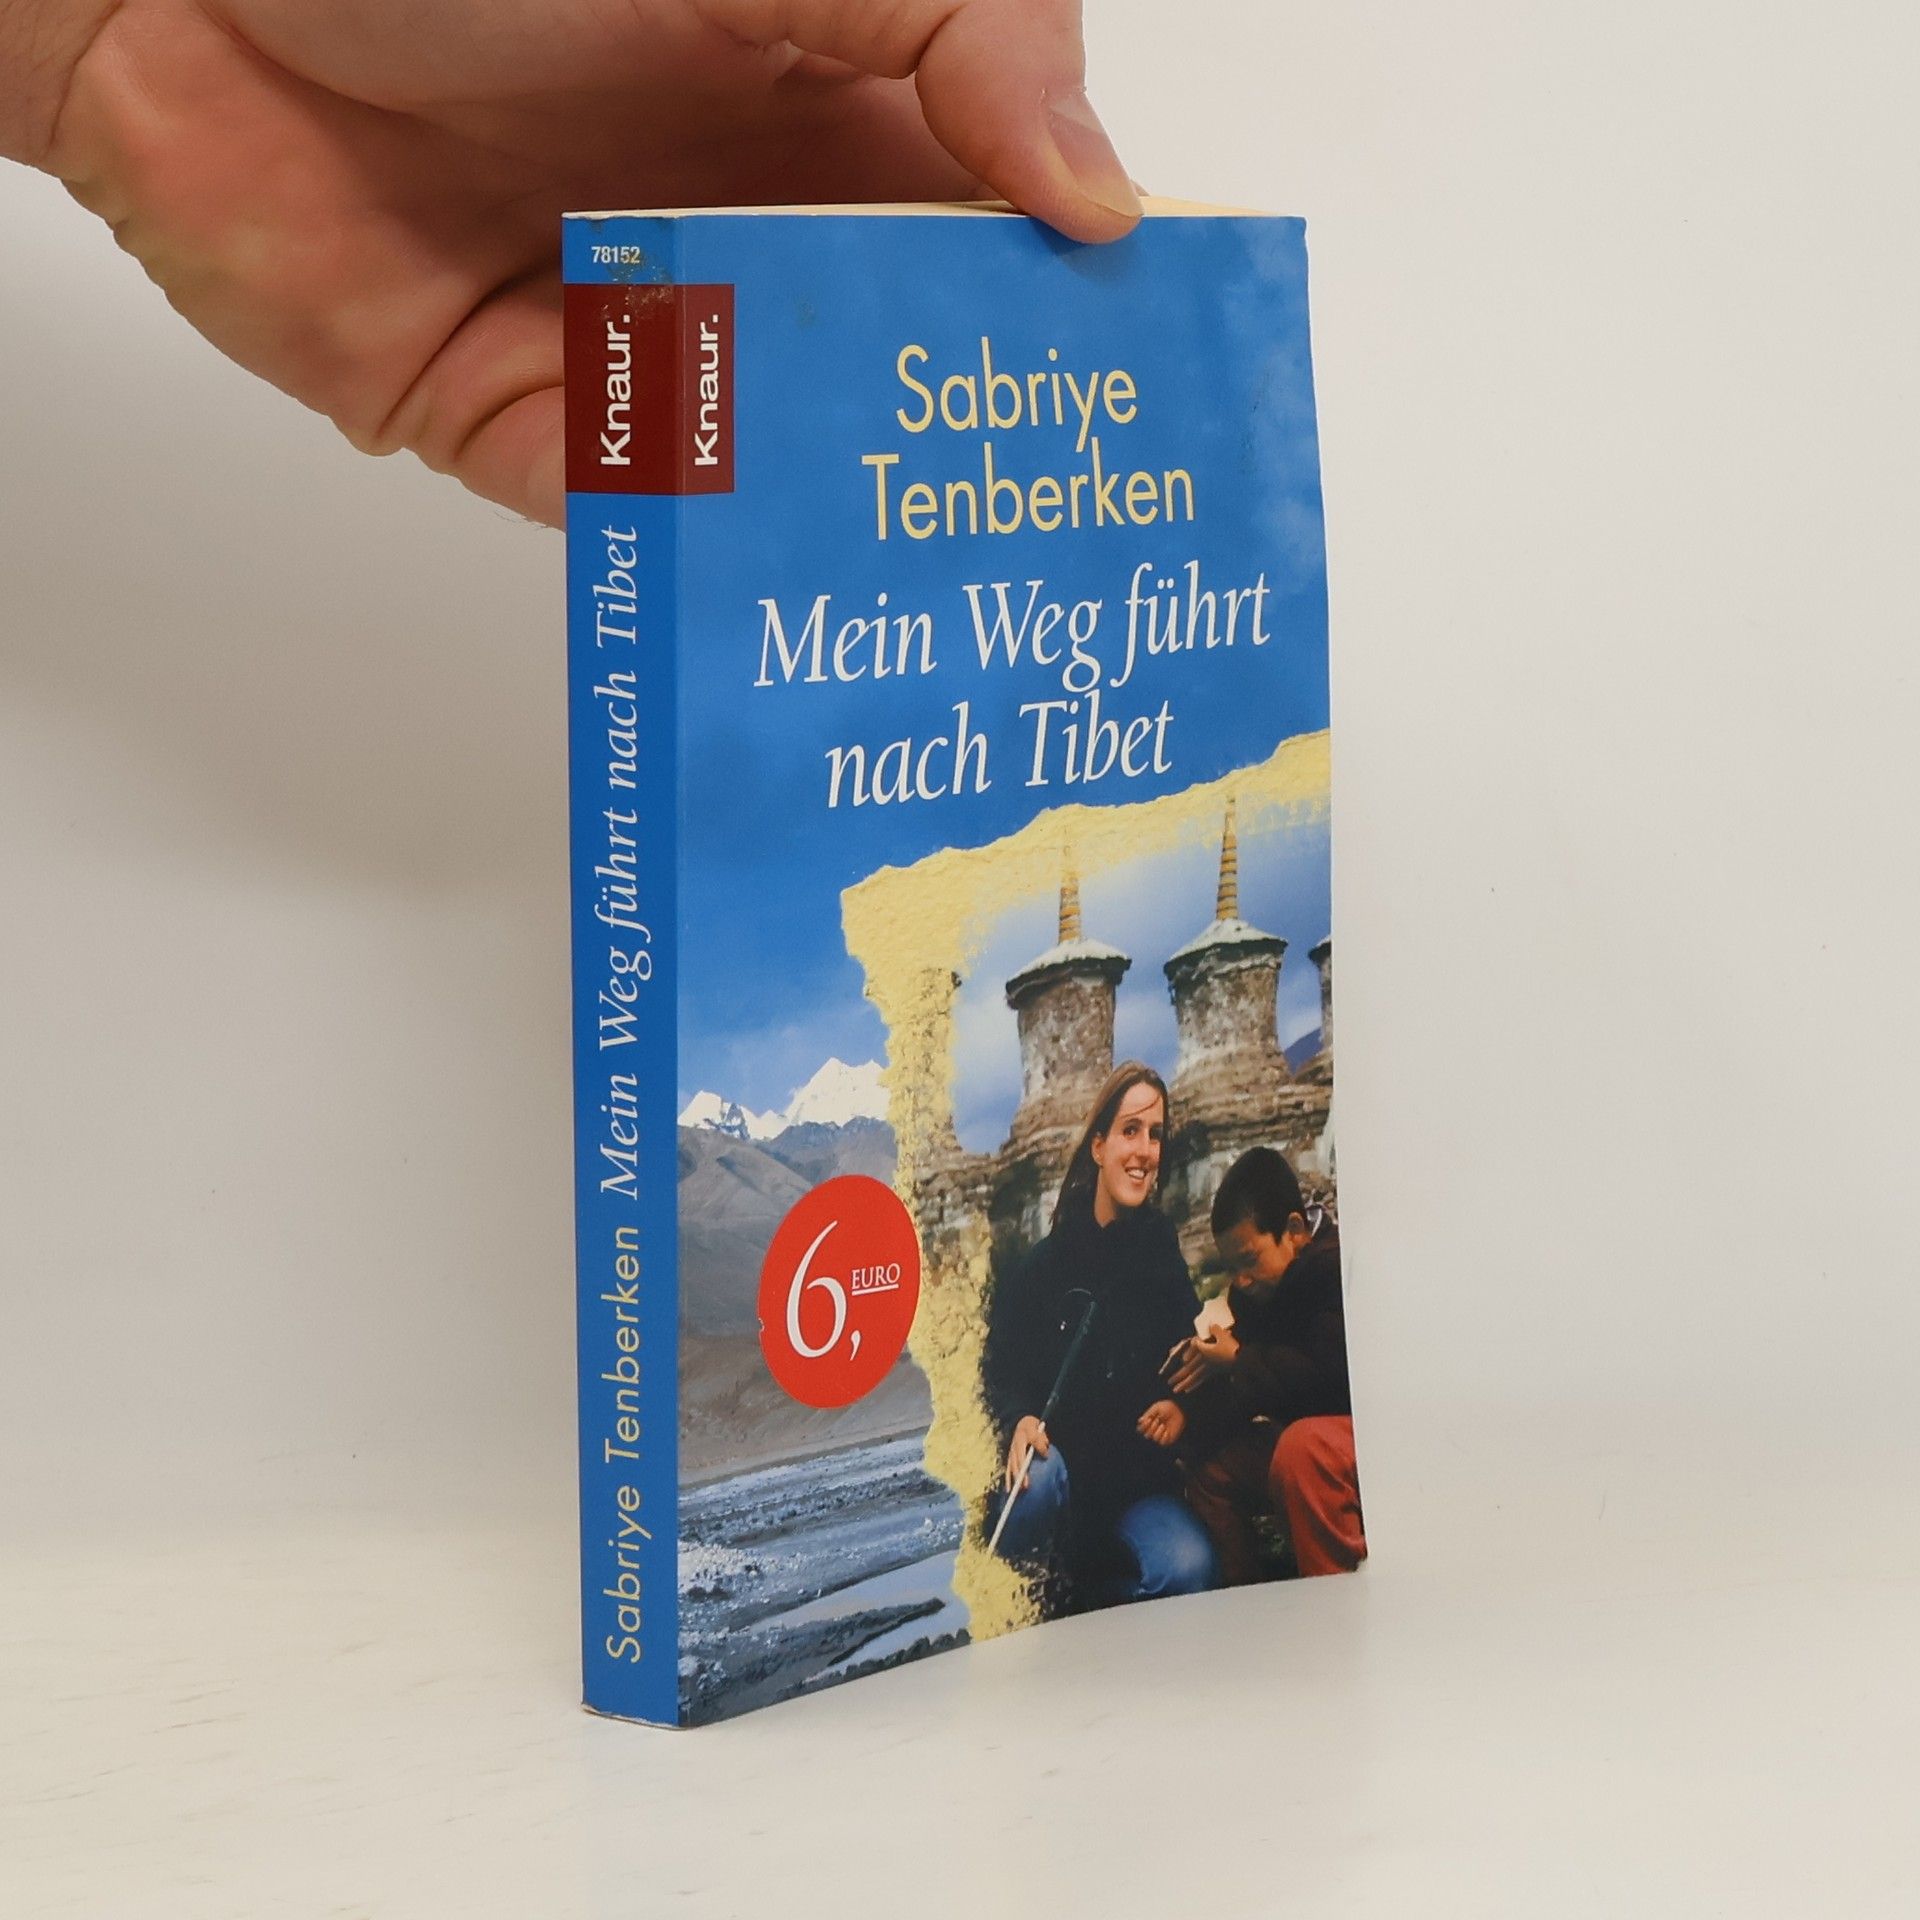 78152
Knaur.
Sabriye Tenberken Mein Weg führt nach Tibet
Knaur.
Sabriye
Tenberken
Mein Weg führt
nach Tibet
6, EURO